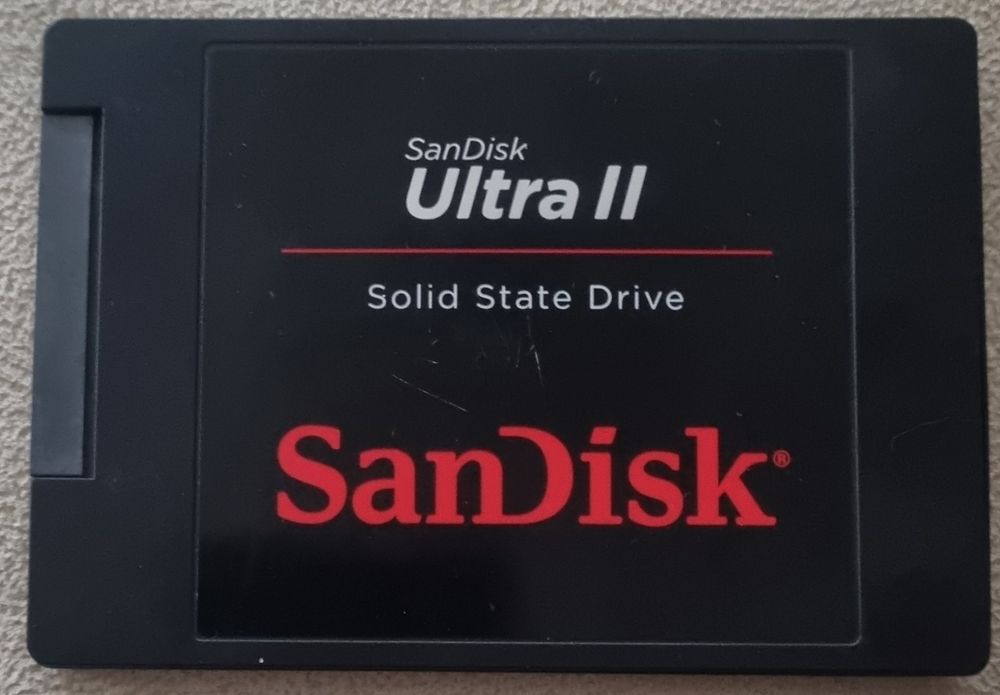 SanDisk
Ultra II
Solid State Drive
SanDisk®